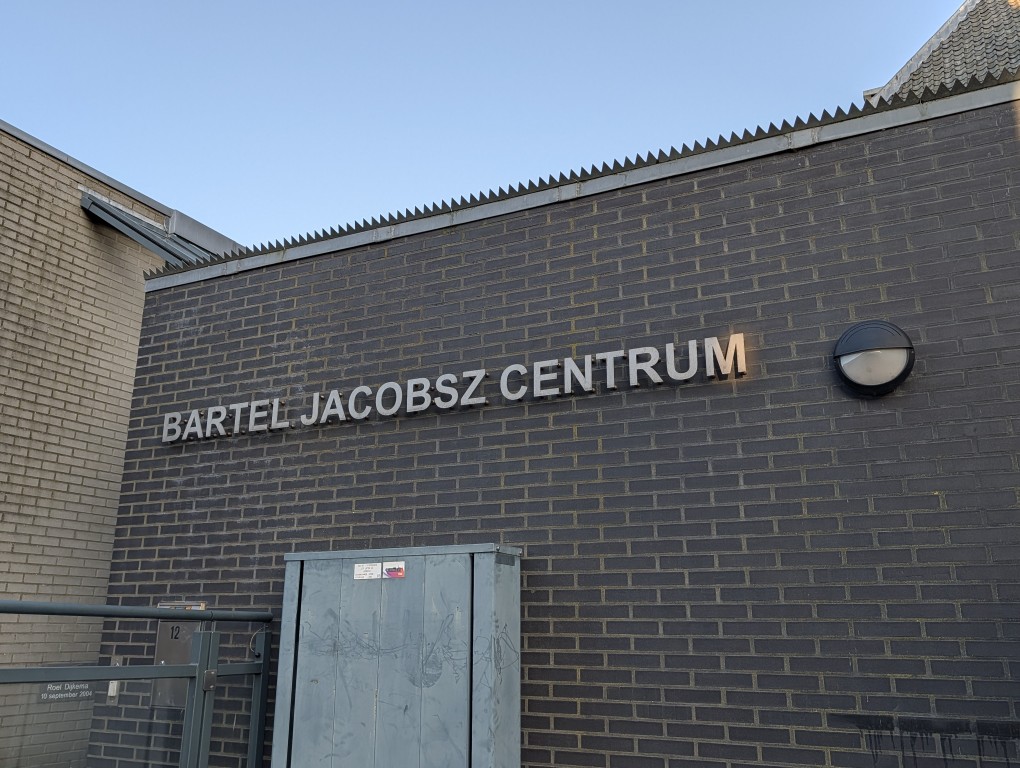 BARTEL JACOBSZ CENTRUM
12
Roel Dijkema
10 september 2004